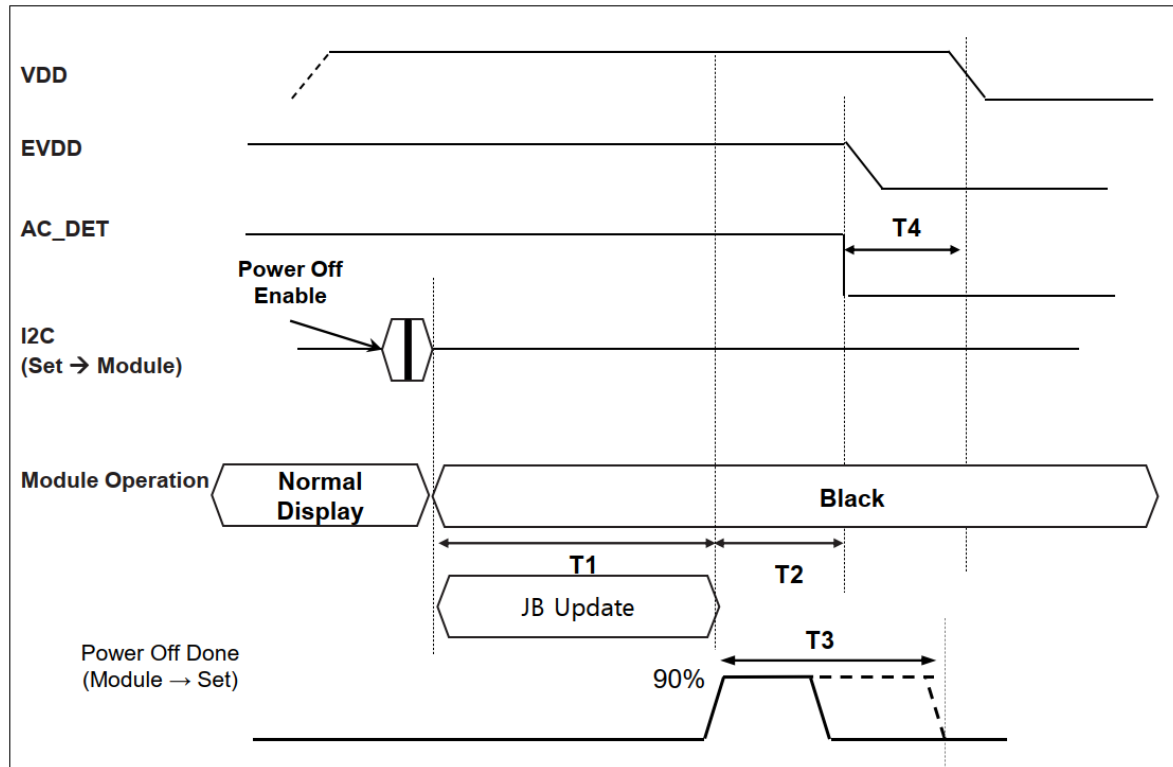 VDD
EVDD
AC_DET
T4
Power Off
Enable
I2C
(Set → Module)
Module Operation
Normal
Display
Black
T1
T2
JB Update
T3
Power Off Done
(Module → Set)
90%